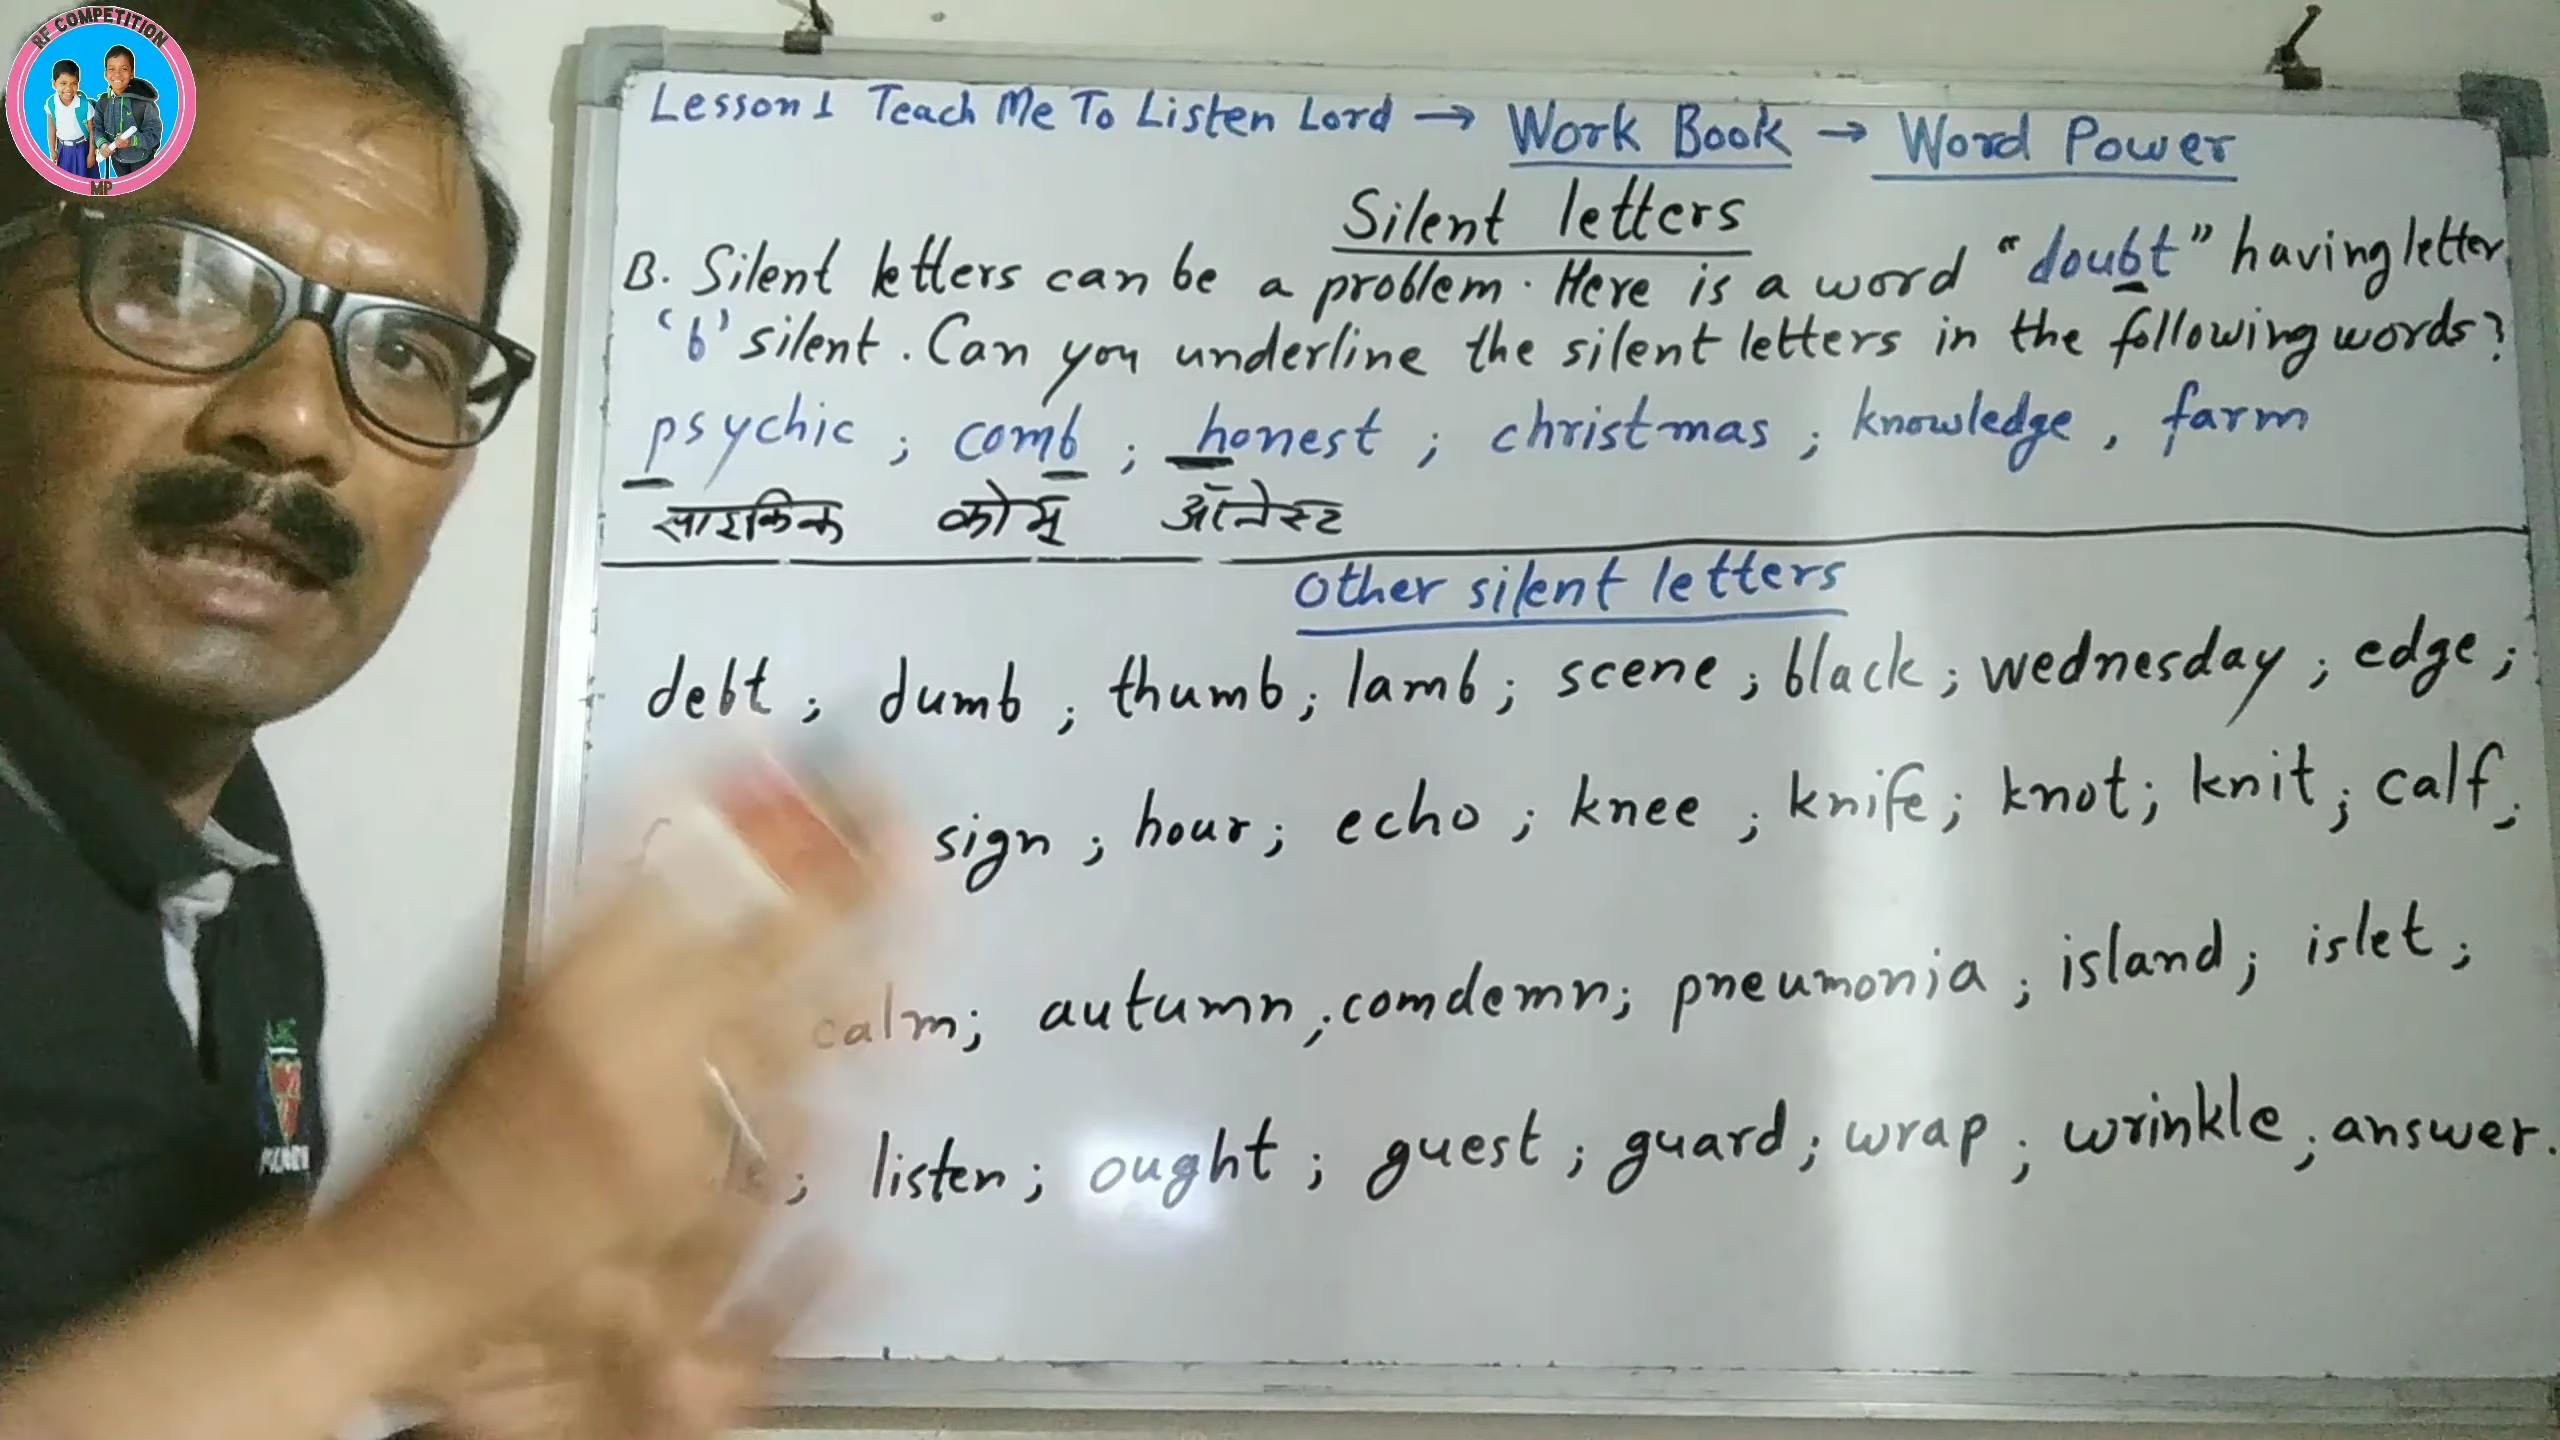 RF COMPETITION
MP
Lesson 1 Teach Me To Listen Lord → Work Book → Word Power
Silent letters
B. Silent letters can be a problem. Here is a word "doubt" having letter
'b' silent. Can you underline the silent letters in the following words?
psychic ; comb ; honest ; christmas ; knowledge , farm
साइकिक कोम् ऑनेस्ट
Other silent letters
debt ; dumb ; thumb ; lamb ; scene ; black ; wednesday ; edge ;
sign ; hour ; echo ; knee ; knife ; knot ; knit ; calf ;
calm ; autumn ; comdemn ; pneumonia ; island ; islet ;
listen ; ought ; guest ; guard ; wrap ; wrinkle ; answer .